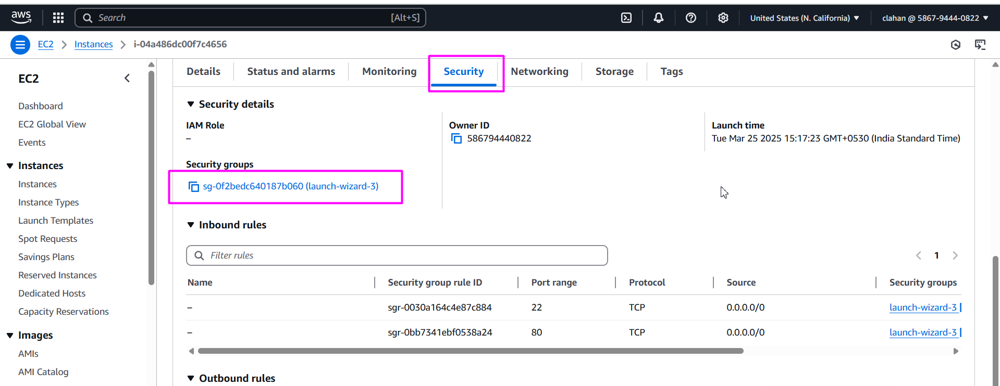 aws
Search [Alt+S]
United States (N. California) ▼
clahan @ 5867-9444-0822 ▼
EC2 > Instances > i-04a486dc00f7c4656
EC2
Dashboard
EC2 Global View
Events
Instances
Instances
Instance Types
Launch Templates
Spot Requests
Savings Plans
Reserved Instances
Dedicated Hosts
Capacity Reservations
Images
AMIs
AMI Catalog
Details Status and alarms Monitoring Security Networking Storage Tags
Security details
IAM Role
–
Owner ID
586794440822
Launch time
Tue Mar 25 2025 15:17:23 GMT+0530 (India Standard Time)
Security groups
sg-0f2bedc640187b060 (launch-wizard-3)
Inbound rules
Filter rules
< 1 >
Name Security group rule ID Port range Protocol Source Security groups
– sgr-0030a164c4e87c884 22 TCP 0.0.0.0/0 launch-wizard-3
– sgr-0bb7341ebf0538a24 80 TCP 0.0.0.0/0 launch-wizard-3
Outbound rules